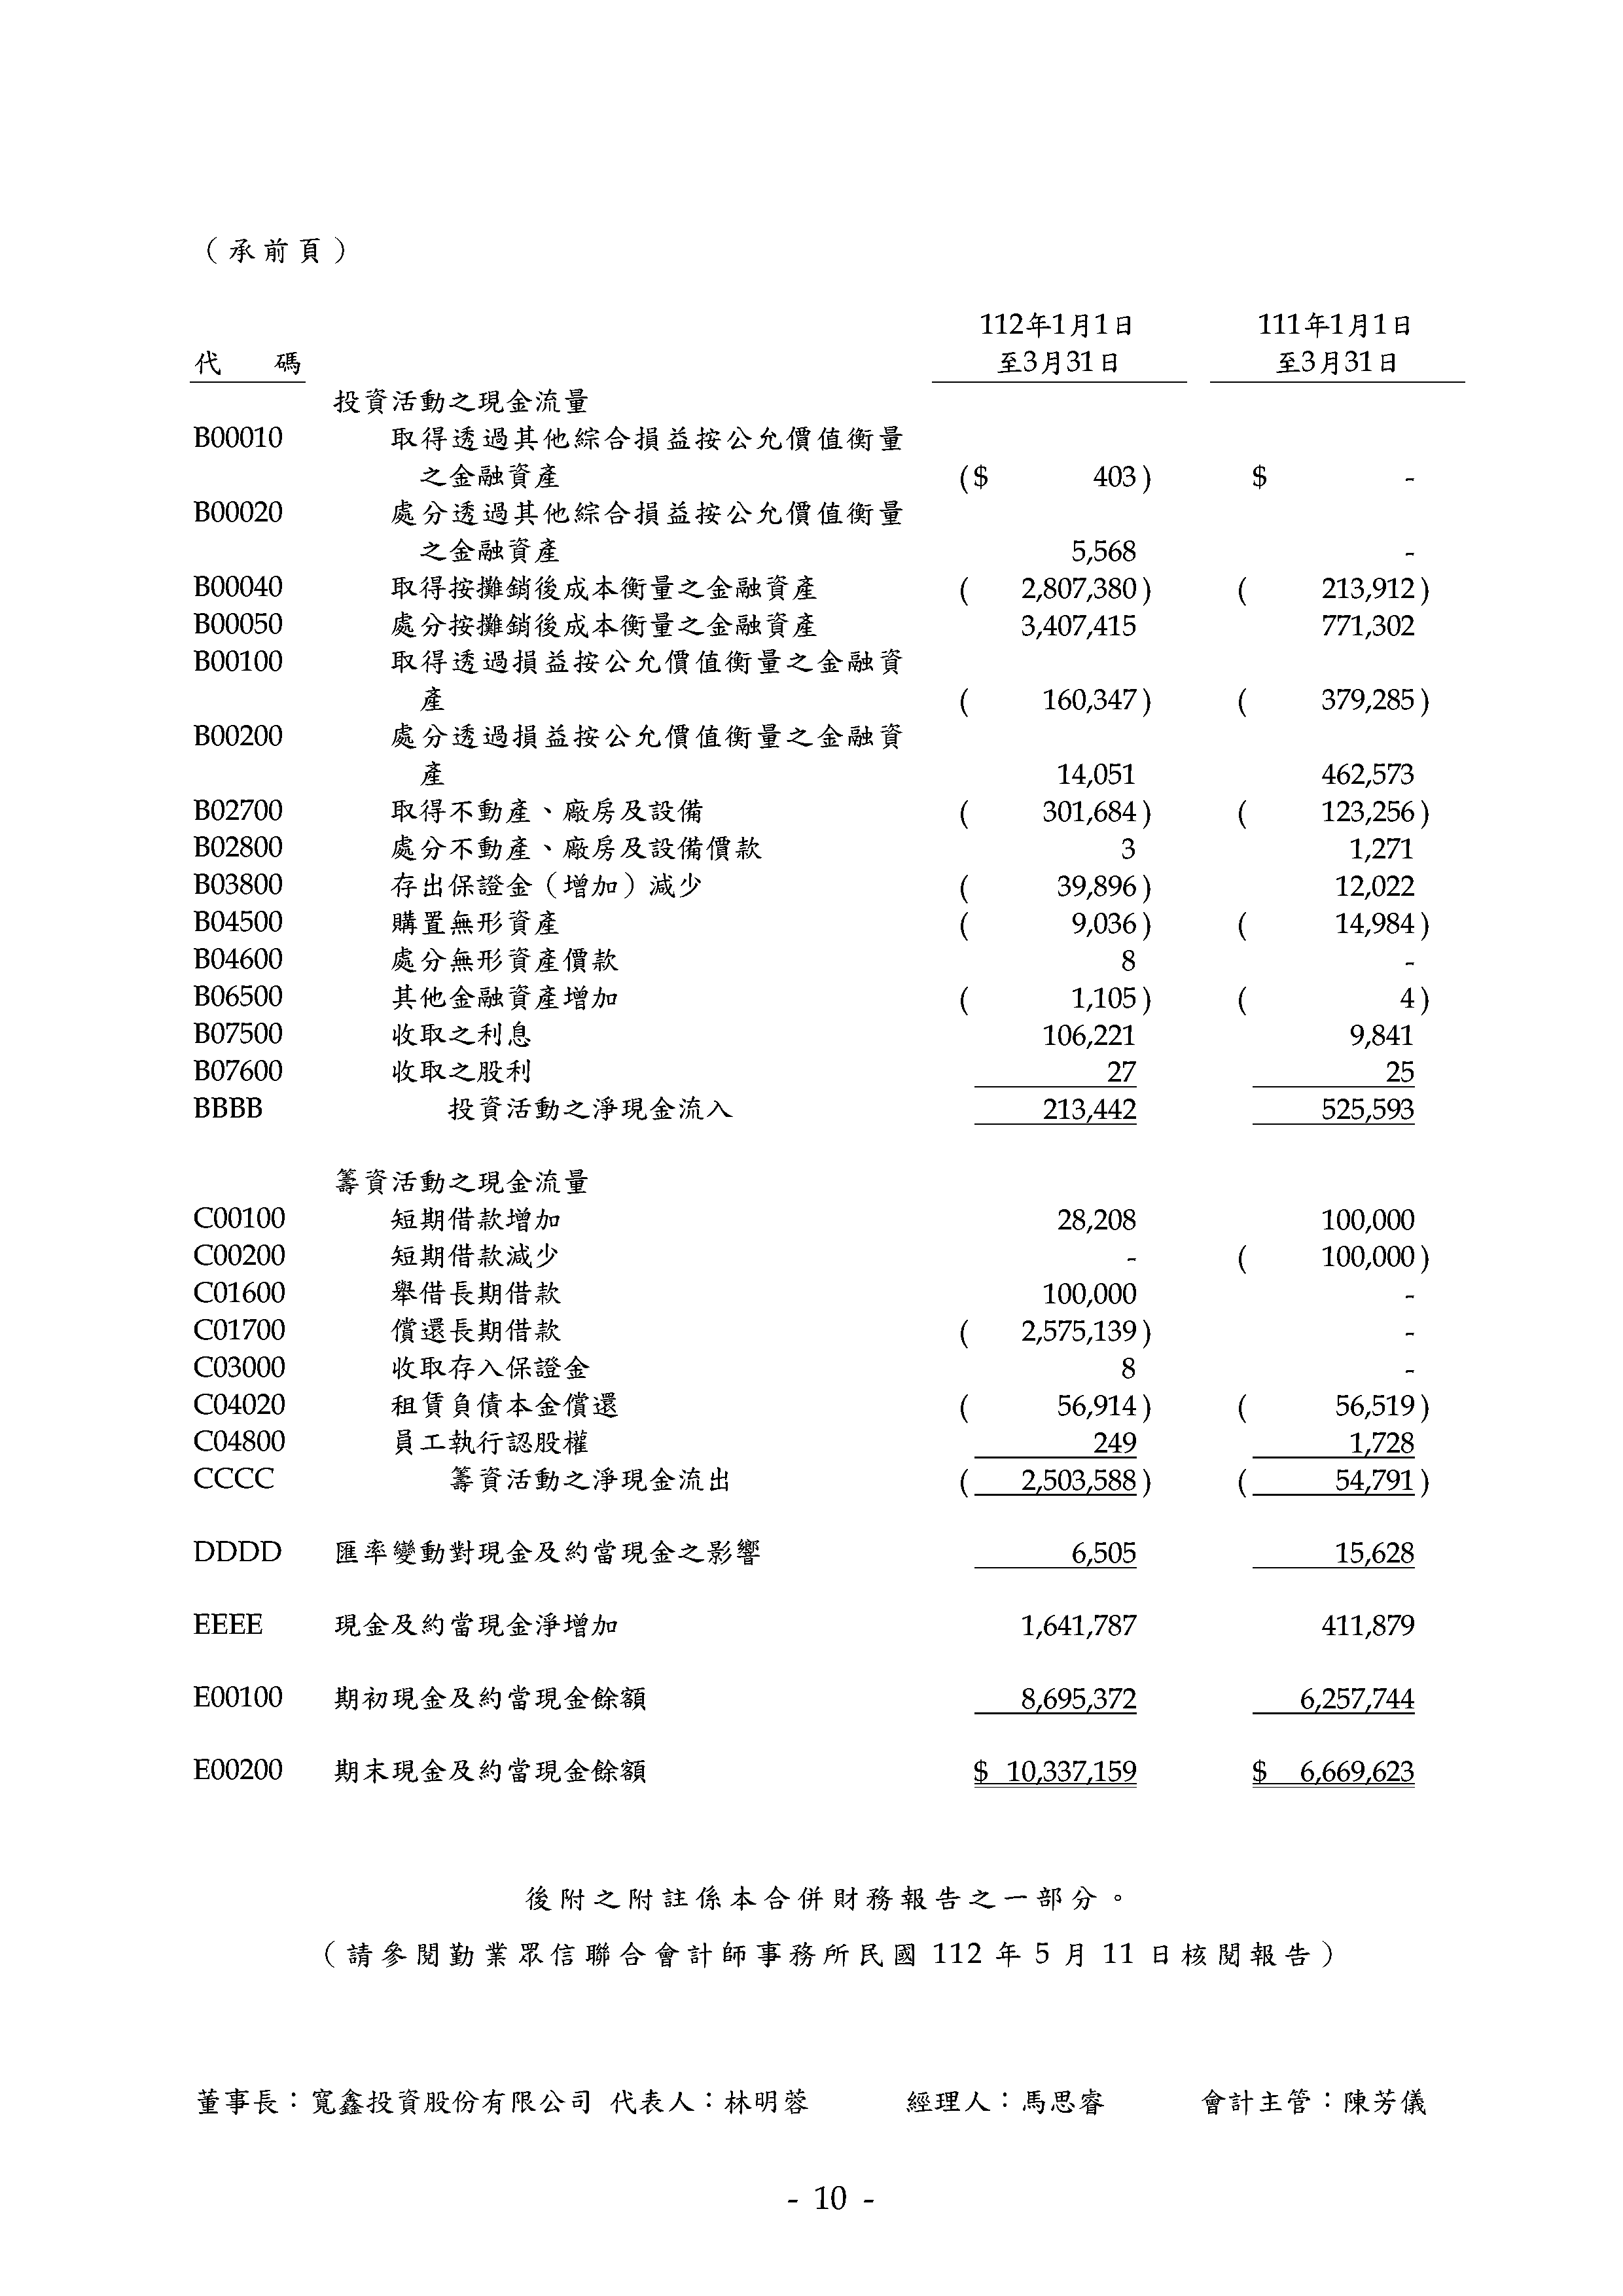 （承前頁）
112年1月1日 111年1月1日
代 碼 至3月31日 至3月31日
投資活動之現金流量
B00010 取得透過其他綜合損益按公允價值衡量
之金融資產 ($ 403) $ -
B00020 處分透過其他綜合損益按公允價值衡量
之金融資產 5,568 -
B00040 取得按攤銷後成本衡量之金融資產 ( 2,807,380) ( 213,912)
B00050 處分按攤銷後成本衡量之金融資產 3,407,415 771,302
B00100 取得透過損益按公允價值衡量之金融資
產 ( 160,347) ( 379,285)
B00200 處分透過損益按公允價值衡量之金融資
產 14,051 462,573
B02700 取得不動產、廠房及設備 ( 301,684) ( 123,256)
B02800 處分不動產、廠房及設備價款 3 1,271
B03800 存出保證金（增加）減少 ( 39,896) 12,022
B04500 購置無形資產 ( 9,036) ( 14,984)
B04600 處分無形資產價款 8 -
B06500 其他金融資產增加 ( 1,105) ( 4)
B07500 收取之利息 106,221 9,841
B07600 收取之股利 27 25
BBBB 投資活動之淨現金流入 213,442 525,593
籌資活動之現金流量
C00100 短期借款增加 28,208 100,000
C00200 短期借款減少 - ( 100,000)
C01600 舉借長期借款 100,000 -
C01700 償還長期借款 ( 2,575,139) -
C03000 收取存入保證金 8 -
C04020 租賃負債本金償還 ( 56,914) ( 56,519)
C04800 員工執行認股權 249 1,728
CCCC 籌資活動之淨現金流出 ( 2,503,588) ( 54,791)
DDDD 匯率變動對現金及約當現金之影響 6,505 15,628
EEEE 現金及約當現金淨增加 1,641,787 411,879
E00100 期初現金及約當現金餘額 8,695,372 6,257,744
E00200 期末現金及約當現金餘額 $ 10,337,159 $ 6,669,623
後附之附註係本合併財務報告之一部分。
（請參閱勤業眾信聯合會計師事務所民國 112 年 5 月 11 日核閱報告）
董事長：寬鑫投資股份有限公司 代表人：林明蓉 經理人：馬思睿 會計主管：陳芳儀
- 10 -